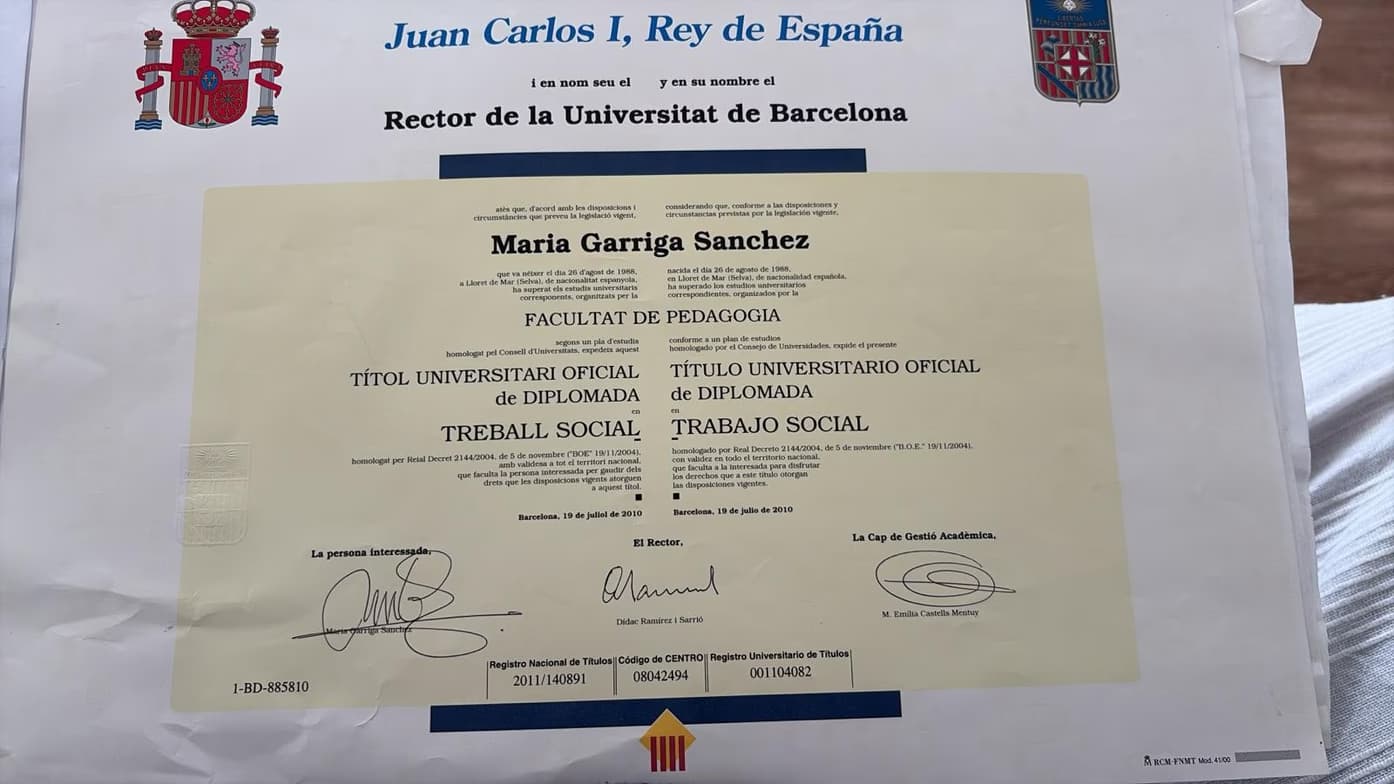 Juan Carlos I, Rey de España
i en nom seu el y en su nombre el
Rector de la Universitat de Barcelona
atès que, d'acord amb les disposicions i
circumstàncies que preveu la legislació vigent,
considerando que, conforme a las disposiciones y
circunstancias previstas por la legislación vigente,
Maria Garriga Sanchez
que va néixer el dia 26 d'agost de 1988,
a Lloret de Mar (Selva), de nacionalitat espanyola,
ha superat els estudis universitaris
corresponents, organitzats per la
nacida el día 26 de agosto de 1988,
en Lloret de Mar (Selva), de nacionalidad española,
ha superado los estudios universitarios
correspondientes, organizados por la
FACULTAT DE PEDAGOGIA
segons un pla d'estudis
homologat pel Consell d'Universitats, expedeix aquest
conforme a un plan de estudios
homologado por el Consejo de Universidades, expide el presente
TÍTOL UNIVERSITARI OFICIAL
de DIPLOMADA
en
TREBALL SOCIAL
TÍTULO UNIVERSITARIO OFICIAL
de DIPLOMADA
en
TRABAJO SOCIAL
homologat per Reial Decret 2144/2004, de 5 de novembre ("BOE" 19/11/2004),
amb validesa a tot el territori nacional,
que faculta la persona interessada per gaudir dels
drets que les disposicions vigents atorguen
a aquest títol.
homologado por Real Decreto 2144/2004, de 5 de noviembre ("B.O.E." 19/11/2004),
con validez en todo el territorio nacional,
que faculta a la interesada para disfrutar
los derechos que a este título otorgan
las disposiciones vigentes.
Barcelona, 19 de juliol de 2010
Barcelona, 19 de julio de 2010
La persona interessada,
El Rector,
La Cap de Gestió Acadèmica,
Maria Garriga Sanchez
Dídac Ramírez i Sarrió
M. Emilia Castells Mentuy
1-BD-885810
Registro Nacional de Títulos
2011/140891
Código de CENTRO
08042494
Registro Universitario de Títulos
001104082
RCM-FNMT Mod. 41/00